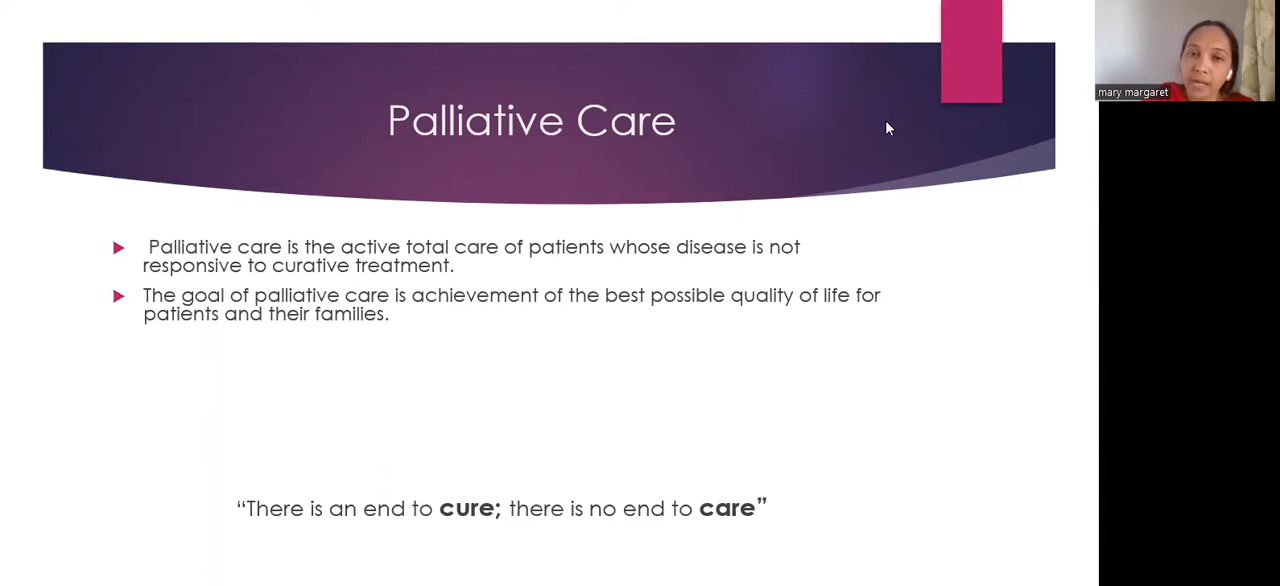 Palliative Care
mary margaret
Palliative care is the active total care of patients whose disease is not
responsive to curative treatment.
The goal of palliative care is achievement of the best possible quality of life for
patients and their families.
“There is an end to cure; there is no end to care”